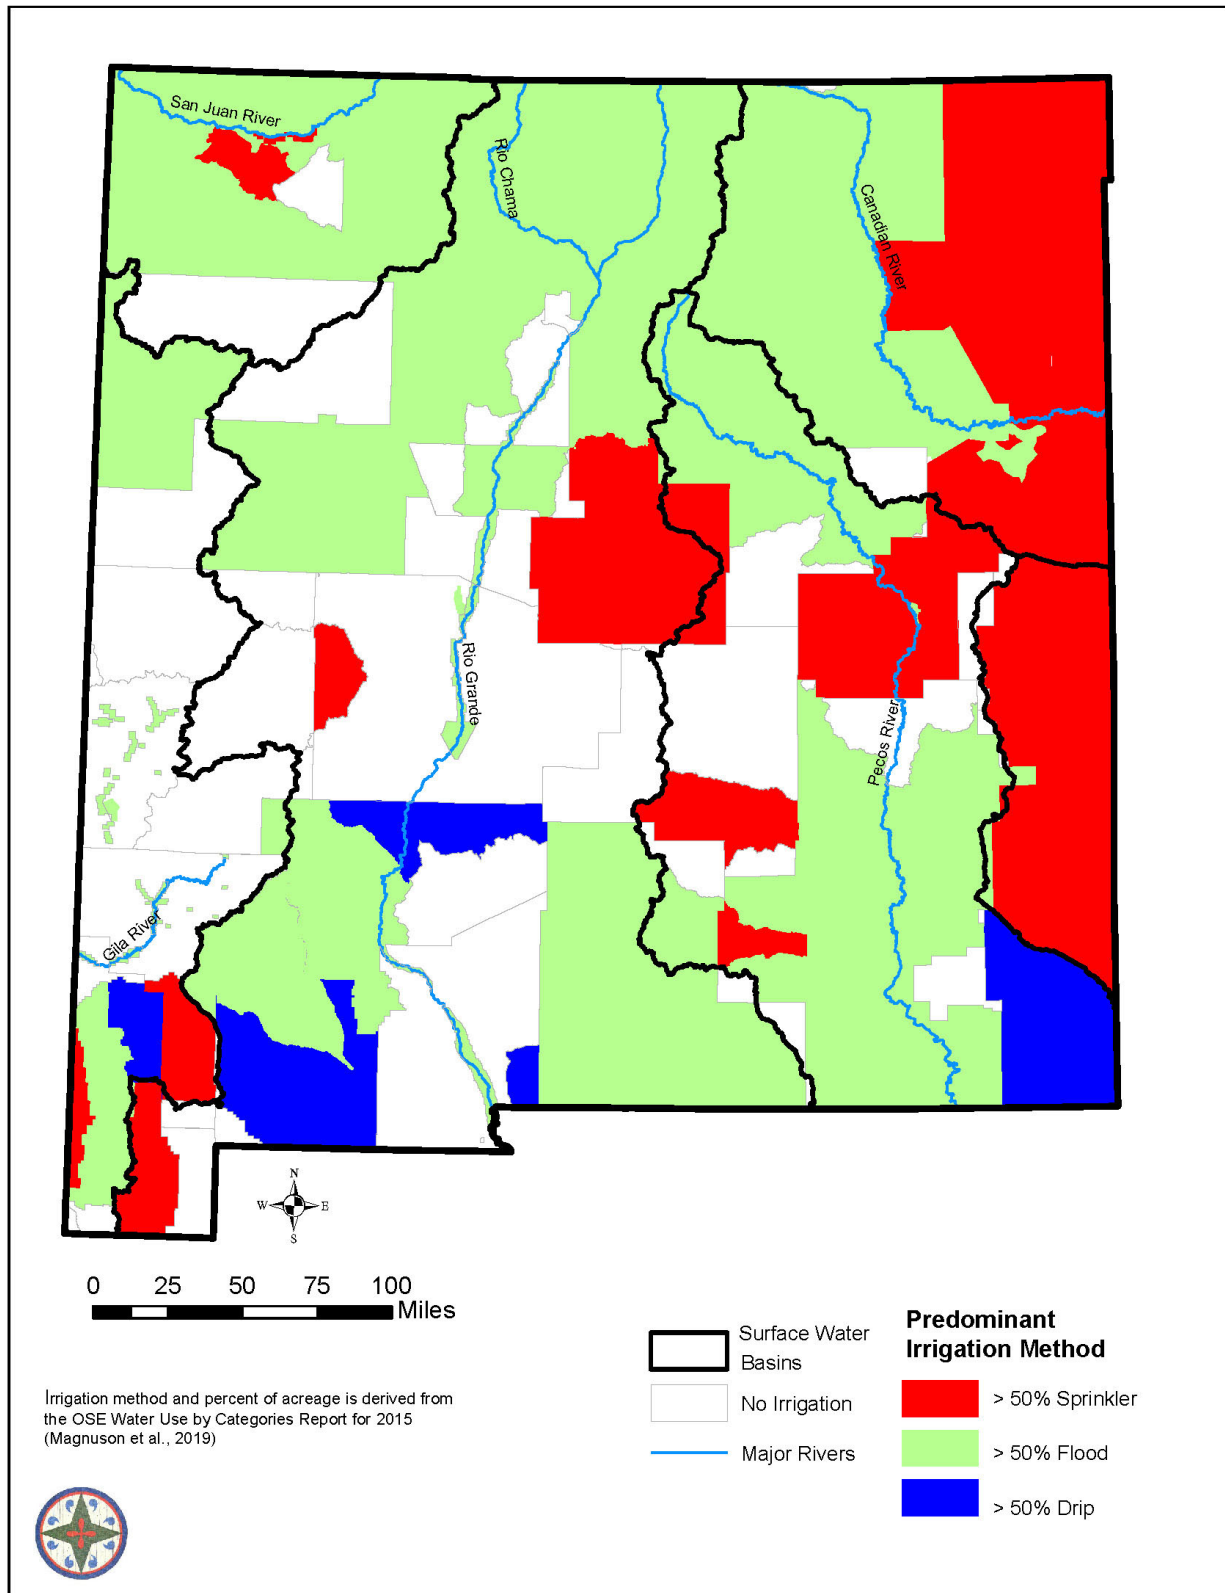 San Juan River
Rio Chama
Canadian River
Rio Grande
Pecos River
Gila River
N
W E
S
0 25 50 75 100
Miles
Surface Water
Basins
No Irrigation
Major Rivers
Predominant
Irrigation Method
> 50% Sprinkler
> 50% Flood
> 50% Drip
Irrigation method and percent of acreage is derived from
the OSE Water Use by Categories Report for 2015
(Magnuson et al., 2019)